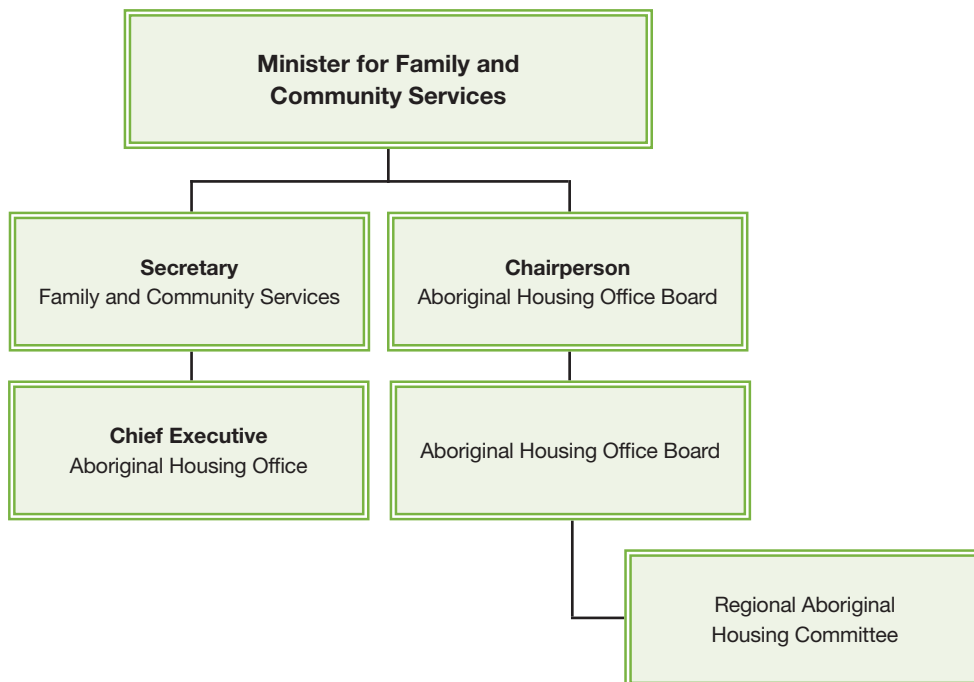 Minister for Family and
Community Services
Secretary
Family and Community Services
Chairperson
Aboriginal Housing Office Board
Chief Executive
Aboriginal Housing Office
Aboriginal Housing Office Board
Regional Aboriginal
Housing Committee